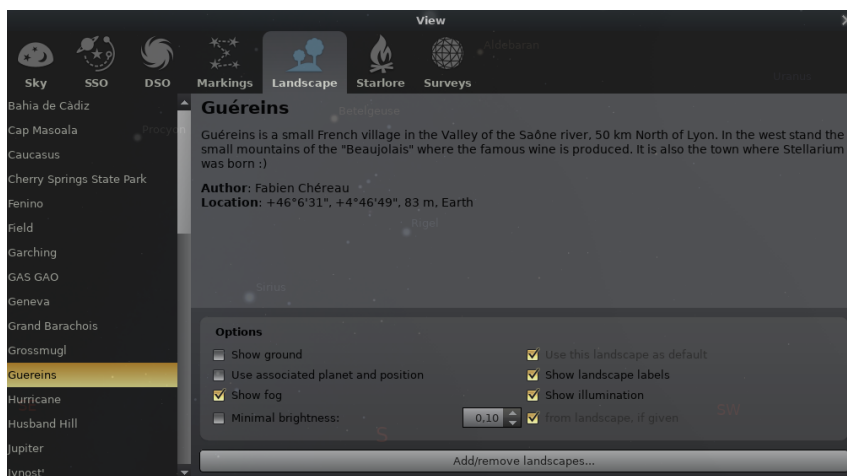 View
Aldebaran
Uranus
Sky
SSO
DSO
Markings
Landscape
Starlore
Surveys
Bahia de Càdiz
Cap Masoala
Caucasus
Cherry Springs State Park
Fenino
Field
Garching
GAS GAO
Geneva
Grand Barachois
Grossmugl
Guereins
Hurricane
Husband Hill
Jupiter
Jvnost'
Procyon
Guéreins
Betelgeuse
Guéreins is a small French village in the Valley of the Saône river, 50 km North of Lyon. In the west stand the
small mountains of the "Beaujolais" where the famous wine is produced. It is also the town where Stellarium
was born :)
Author: Fabien Chéreau
Location: +46°6'31", +4°46'49", 83 m, Earth
Rigel
Sirius
Options
Show ground
Use this landscape as default
Use associated planet and position
Show landscape labels
Show fog
Show illumination
Minimal brightness:
0,10
from landscape, if given
SE
S
SW
Add/remove landscapes...